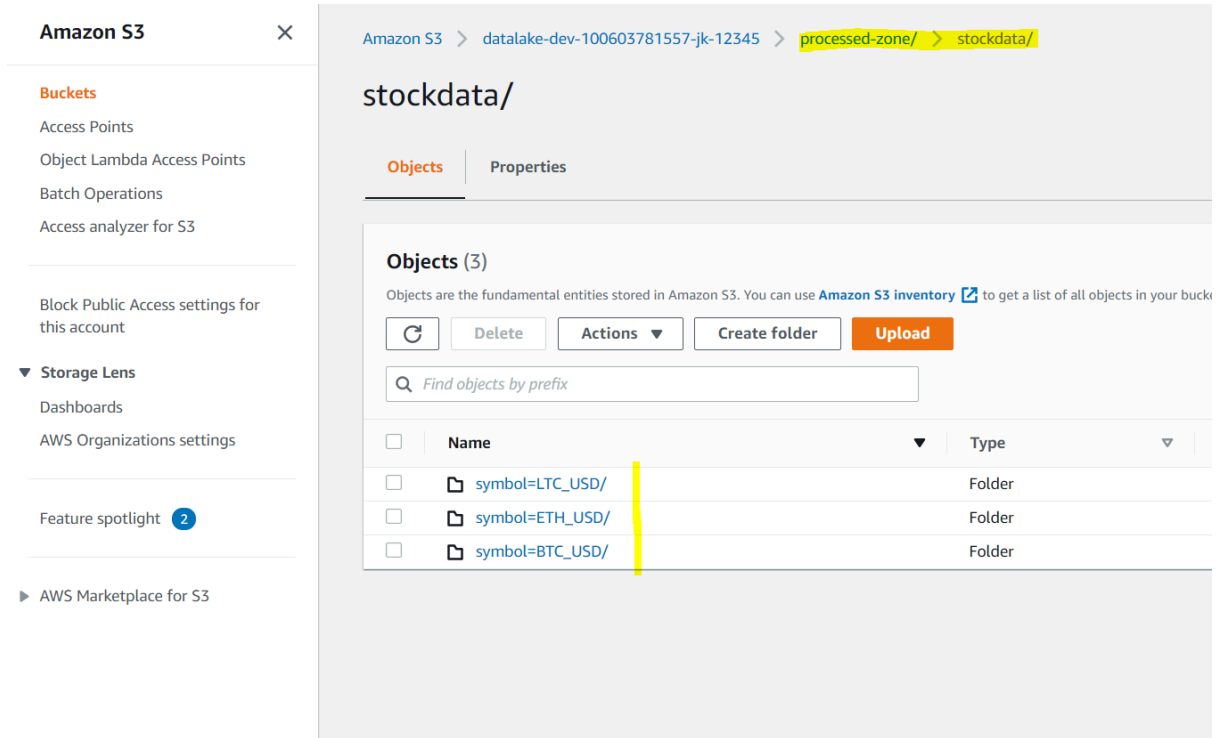 Amazon S3
Buckets
Access Points
Object Lambda Access Points
Batch Operations
Access analyzer for S3
Block Public Access settings for
this account
Storage Lens
Dashboards
AWS Organizations settings
Feature spotlight 2
AWS Marketplace for S3
Amazon S3 > datalake-dev-100603781557-jk-12345 > processed-zone/ > stockdata/
stockdata/
Objects Properties
Objects (3)
Objects are the fundamental entities stored in Amazon S3. You can use Amazon S3 inventory to get a list of all objects in your bucke
Delete Actions Create folder Upload
Find objects by prefix
Name Type
symbol=LTC_USD/ Folder
symbol=ETH_USD/ Folder
symbol=BTC_USD/ Folder